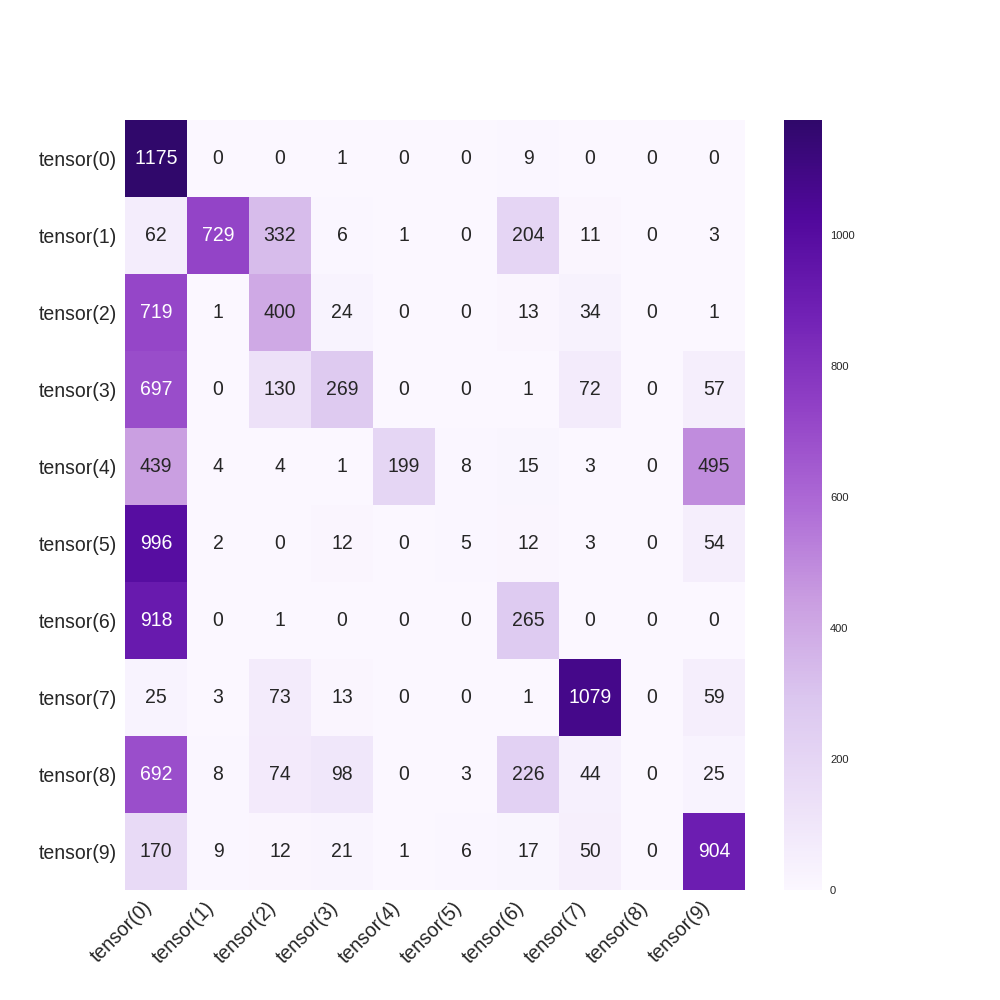 tensor(0) 1175 0 0 1 0 0 9 0 0 0
tensor(1) 62 729 332 6 1 0 204 11 0 3
tensor(2) 719 1 400 24 0 0 13 34 0 1
tensor(3) 697 0 130 269 0 0 1 72 0 57
tensor(4) 439 4 4 1 199 8 15 3 0 495
tensor(5) 996 2 0 12 0 5 12 3 0 54
tensor(6) 918 0 1 0 0 0 265 0 0 0
tensor(7) 25 3 73 13 0 0 1 1079 0 59
tensor(8) 692 8 74 98 0 3 226 44 0 25
tensor(9) 170 9 12 21 1 6 17 50 0 904
tensor(0) tensor(1) tensor(2) tensor(3) tensor(4) tensor(5) tensor(6) tensor(7) tensor(8) tensor(9)
1000
800
600
400
200
0